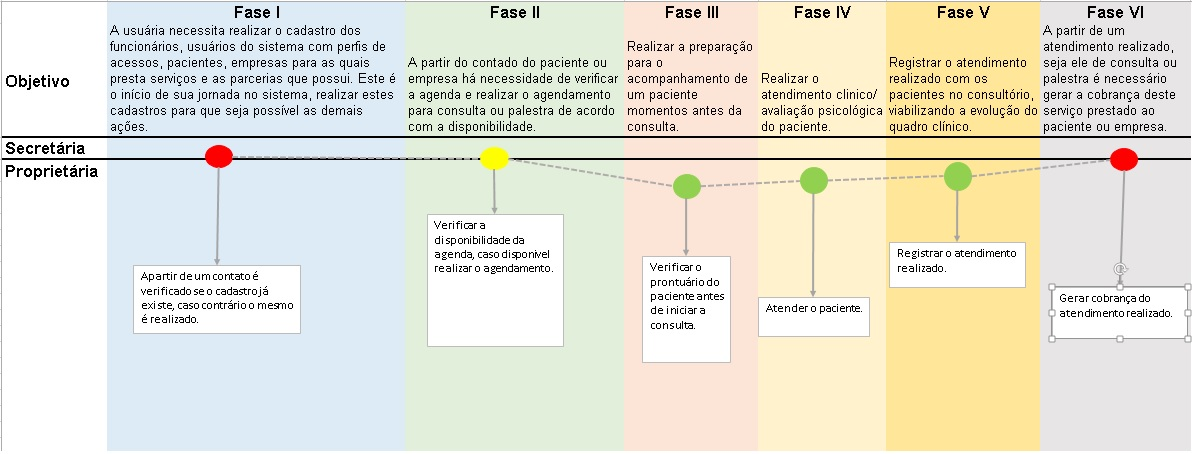 Fase I
Fase II
Fase III
Fase IV
Fase V
Fase VI
Objetivo
A usuária necessita realizar o cadastro dos
funcionários, usuários do sistema com perfis de
acessos, pacientes, empresas para as quais
presta serviços e as parcerias que possui. Este é
o início de sua jornada no sistema, realizar estes
cadastros para que seja possível as demais
ações.
A partir do contado do paciente ou
empresa há necessidade de verificar
a agenda e realizar o agendamento
para consulta ou palestra de acordo
com a disponibilidade.
Realizar a preparação
para o
acompanhamento de
um paciente
momentos antes da
consulta.
Realizar o
atendimento clinico/
avaliação psicológica
do paciente.
Registrar o atendimento
realizado com os
pacientes no consultório,
viabilizando a evolução do
quadro clínico.
A partir de um
atendimento realizado,
seja ele de consulta ou
palestra é necessário
gerar a cobrança deste
serviço prestado ao
paciente ou empresa.
Secretária
Proprietária
Apartir de um contato é
verificado se o cadastro já
existe, caso contrário o mesmo
é realizado.
Verificar a
disponibilidade da
agenda, caso disponivel
realizar o agendamento.
Verificar o
prontuário do
paciente antes
de iniciar a
consulta.
Atender o paciente.
Registrar o atendimento
realizado.
Gerar cobrança do
atendimento realizado.